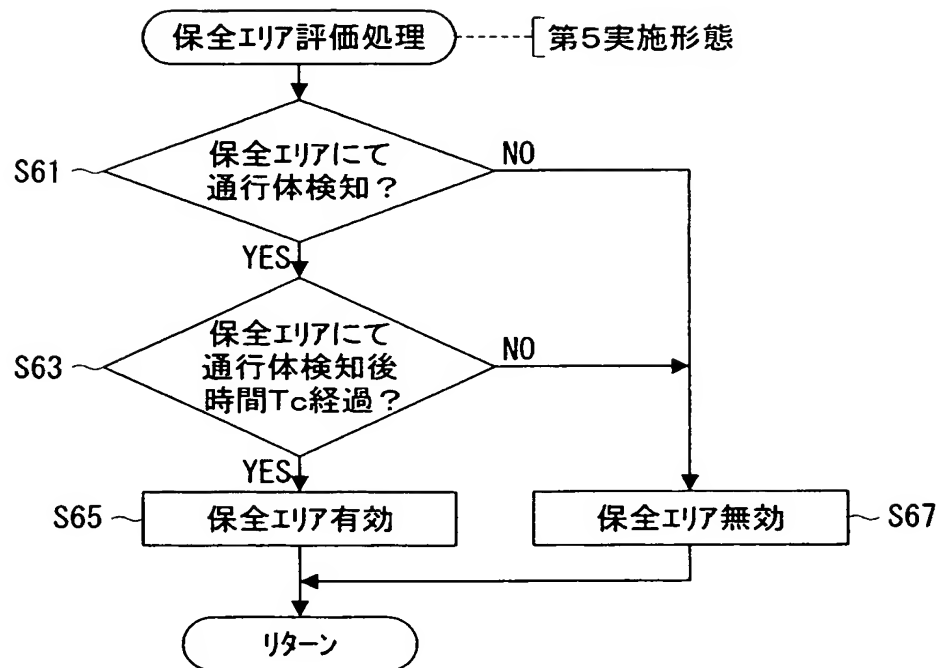 保全エリア評価処理
第5実施形態
S61
保全エリアにて
通行体検知？
NO
YES
S63
保全エリアにて
通行体検知後
時間Tc経過？
NO
YES
S65
保全エリア有効
保全エリア無効
S67
リターン